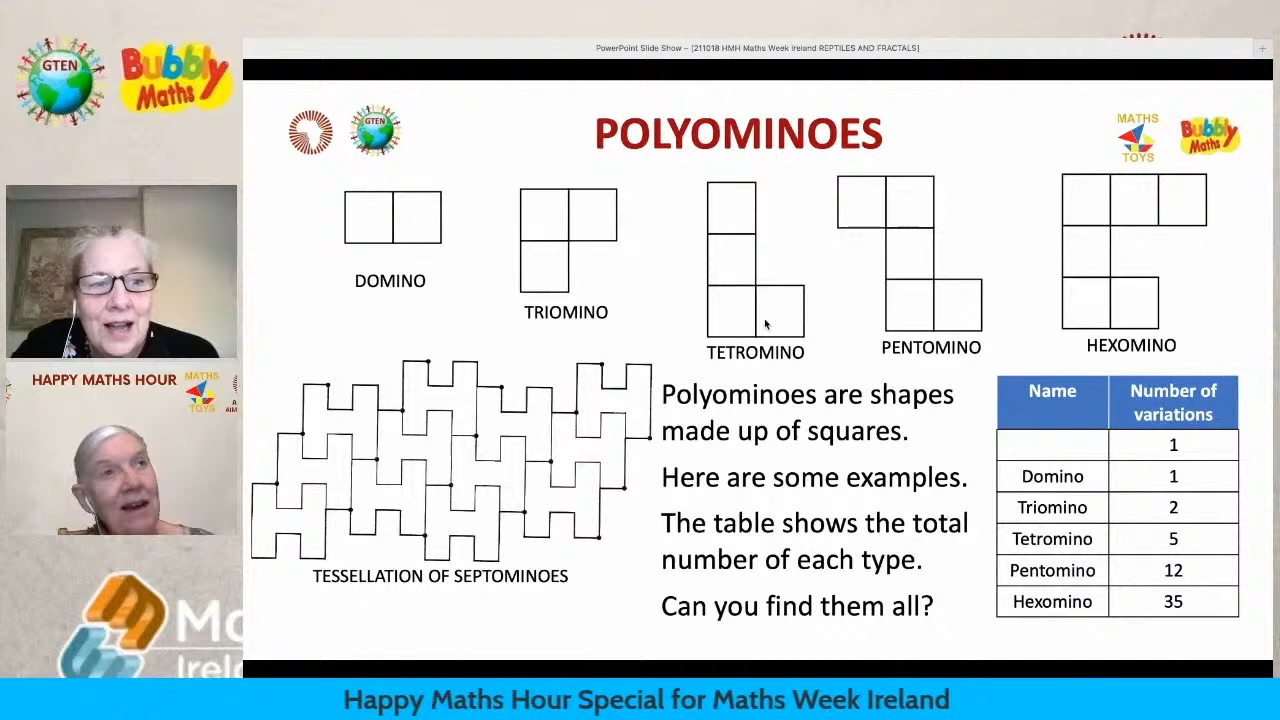 PowerPoint Slide Show - [211018 HMH Maths Week Ireland REPTILES AND FRACTALS]
GTEN
Bubbly
Maths
GTEN
POLYOMINOES
MATHS
TOYS
Bubbly
Maths
DOMINO
TRIOMINO
TETROMINO
PENTOMINO
HEXOMINO
HAPPY MATHS HOUR
MATHS
TOYS
A
AIM
TESSELLATION OF SEPTOMINOES
Polyominoes are shapes
made up of squares.
Here are some examples.
The table shows the total
number of each type.
Can you find them all?
Name Number of
variations
1
Domino 1
Triomino 2
Tetromino 5
Pentomino 12
Hexomino 35
Happy Maths Hour Special for Maths Week Ireland